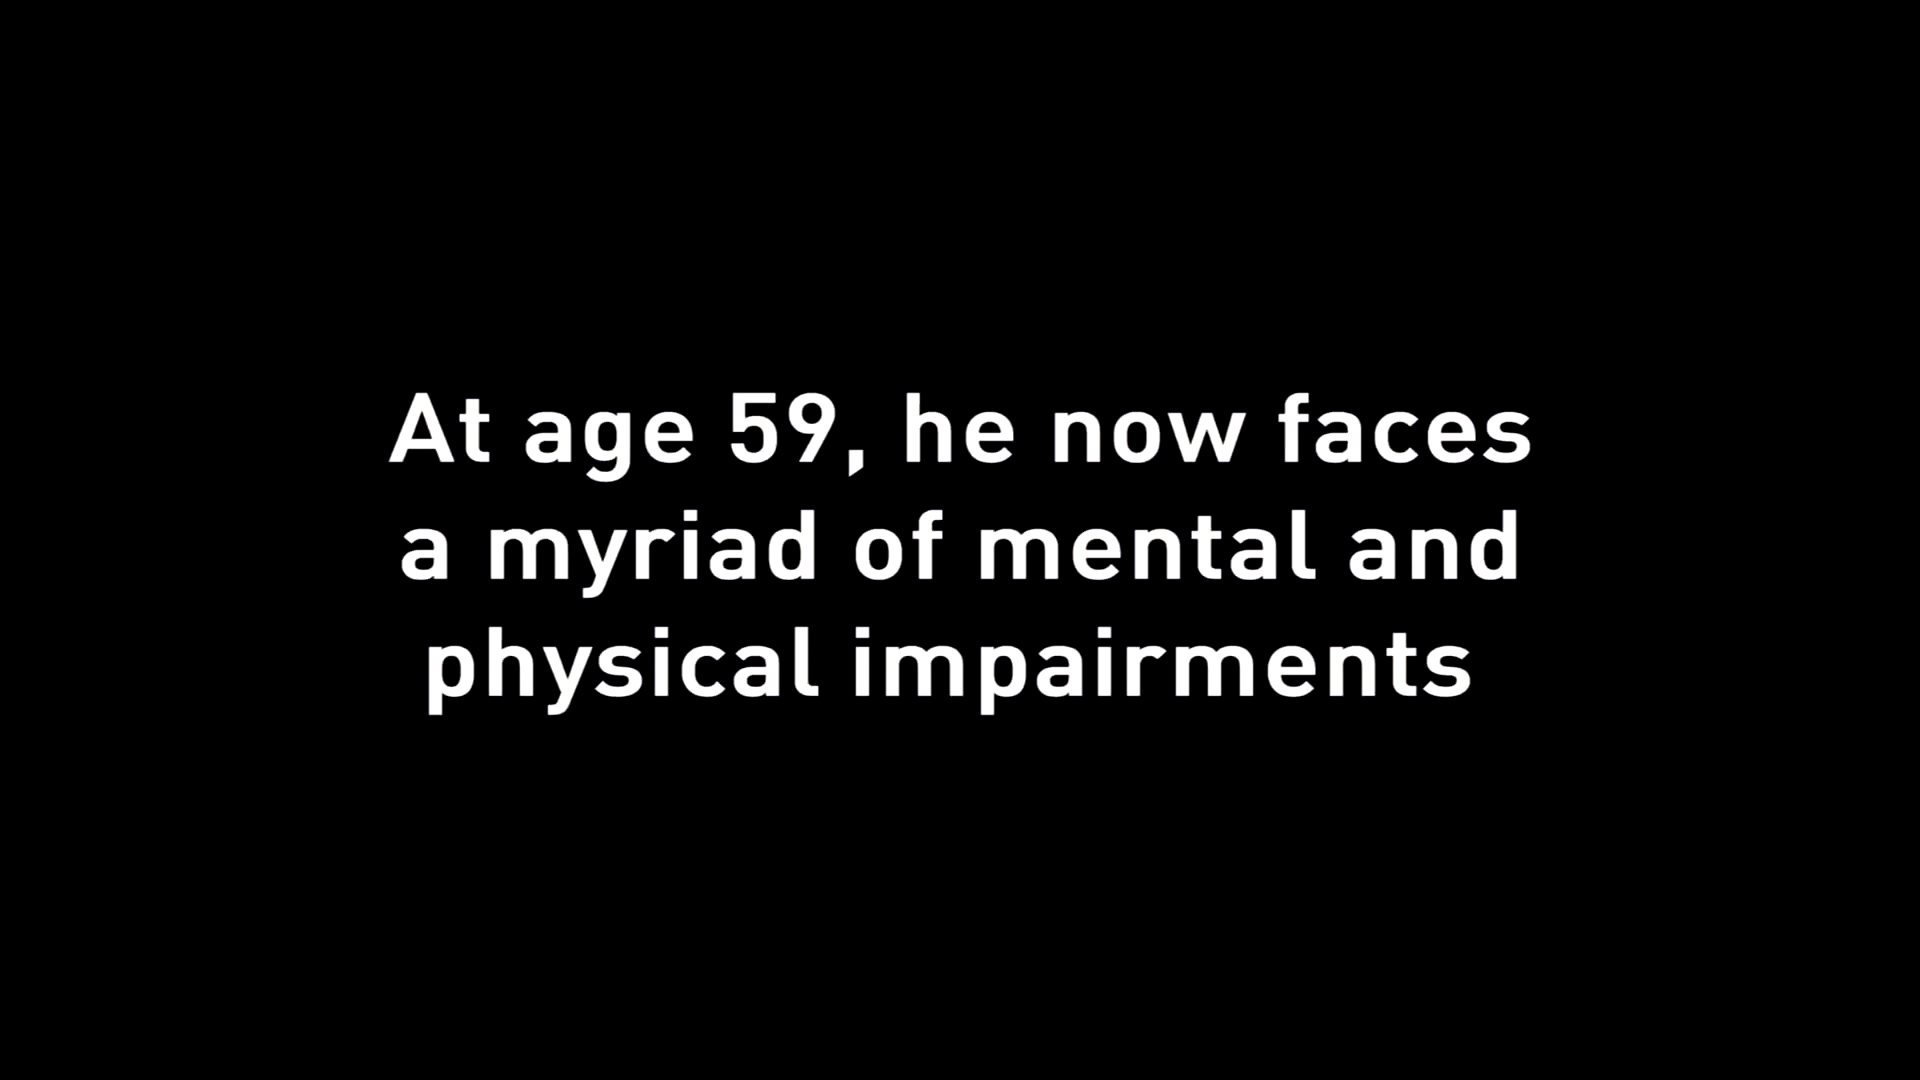 At age 59, he now faces
a myriad of mental and
physical impairments